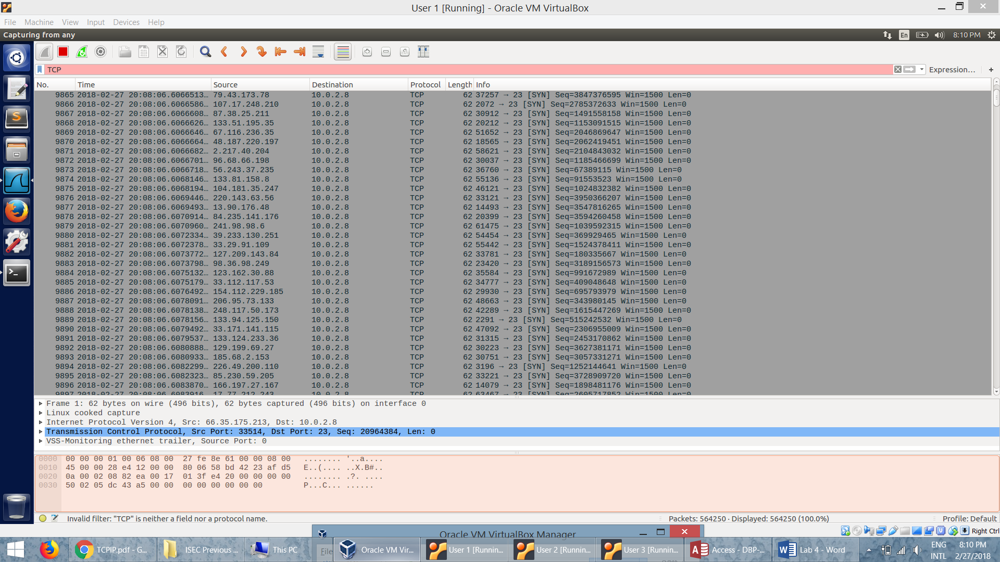 User 1 [Running] - Oracle VM VirtualBox
File Machine View Input Devices Help
Capturing from any
En 8:10 PM
TCP Expression… +
No. Time Source Destination Protocol Length Info
9865 2018-02-27 20:08:06.6066513… 79.43.173.78 10.0.2.8 TCP 62 37257 → 23 [SYN] Seq=3847376595 Win=1500 Len=0
9866 2018-02-27 20:08:06.6066586… 107.17.248.210 10.0.2.8 TCP 62 2072 → 23 [SYN] Seq=2785372633 Win=1500 Len=0
9867 2018-02-27 20:08:06.6066608… 87.38.25.211 10.0.2.8 TCP 62 30912 → 23 [SYN] Seq=1491558158 Win=1500 Len=0
9868 2018-02-27 20:08:06.6066626… 133.51.195.35 10.0.2.8 TCP 62 20212 → 23 [SYN] Seq=1153091515 Win=1500 Len=0
9869 2018-02-27 20:08:06.6066646… 67.116.236.35 10.0.2.8 TCP 62 51652 → 23 [SYN] Seq=2046869647 Win=1500 Len=0
9870 2018-02-27 20:08:06.6066664… 48.187.220.197 10.0.2.8 TCP 62 18565 → 23 [SYN] Seq=2062419451 Win=1500 Len=0
9871 2018-02-27 20:08:06.6066682… 2.217.40.204 10.0.2.8 TCP 62 58621 → 23 [SYN] Seq=2104843032 Win=1500 Len=0
9872 2018-02-27 20:08:06.6066701… 96.68.66.198 10.0.2.8 TCP 62 30037 → 23 [SYN] Seq=1185466699 Win=1500 Len=0
9873 2018-02-27 20:08:06.6066718… 56.243.37.235 10.0.2.8 TCP 62 36760 → 23 [SYN] Seq=67389115 Win=1500 Len=0
9874 2018-02-27 20:08:06.6068146… 133.81.158.8 10.0.2.8 TCP 62 55136 → 23 [SYN] Seq=91553523 Win=1500 Len=0
9875 2018-02-27 20:08:06.6068194… 104.181.35.247 10.0.2.8 TCP 62 46121 → 23 [SYN] Seq=1024832382 Win=1500 Len=0
9876 2018-02-27 20:08:06.6069446… 220.143.63.56 10.0.2.8 TCP 62 33121 → 23 [SYN] Seq=3950366207 Win=1500 Len=0
9877 2018-02-27 20:08:06.6069493… 13.90.176.48 10.0.2.8 TCP 62 14493 → 23 [SYN] Seq=3547816265 Win=1500 Len=0
9878 2018-02-27 20:08:06.6070914… 84.235.141.176 10.0.2.8 TCP 62 20399 → 23 [SYN] Seq=3594260458 Win=1500 Len=0
9879 2018-02-27 20:08:06.6070960… 241.98.98.6 10.0.2.8 TCP 62 61475 → 23 [SYN] Seq=1039592315 Win=1500 Len=0
9880 2018-02-27 20:08:06.6072334… 39.233.130.251 10.0.2.8 TCP 62 54454 → 23 [SYN] Seq=369929465 Win=1500 Len=0
9881 2018-02-27 20:08:06.6072378… 33.29.91.109 10.0.2.8 TCP 62 55442 → 23 [SYN] Seq=1524378411 Win=1500 Len=0
9882 2018-02-27 20:08:06.6073772… 127.209.143.84 10.0.2.8 TCP 62 33781 → 23 [SYN] Seq=180335667 Win=1500 Len=0
9883 2018-02-27 20:08:06.6073798… 98.36.98.249 10.0.2.8 TCP 62 23420 → 23 [SYN] Seq=3189156573 Win=1500 Len=0
9884 2018-02-27 20:08:06.6075132… 123.162.30.88 10.0.2.8 TCP 62 35584 → 23 [SYN] Seq=991672989 Win=1500 Len=0
9885 2018-02-27 20:08:06.6075179… 33.112.117.53 10.0.2.8 TCP 62 34777 → 23 [SYN] Seq=409048648 Win=1500 Len=0
9886 2018-02-27 20:08:06.6076492… 154.112.229.185 10.0.2.8 TCP 62 29930 → 23 [SYN] Seq=695793979 Win=1500 Len=0
9887 2018-02-27 20:08:06.6078091… 206.95.73.133 10.0.2.8 TCP 62 48663 → 23 [SYN] Seq=343980145 Win=1500 Len=0
9888 2018-02-27 20:08:06.6078138… 248.117.50.173 10.0.2.8 TCP 62 42289 → 23 [SYN] Seq=1615447269 Win=1500 Len=0
9889 2018-02-27 20:08:06.6078156… 133.94.125.150 10.0.2.8 TCP 62 2291 → 23 [SYN] Seq=515242532 Win=1500 Len=0
9890 2018-02-27 20:08:06.6079492… 33.171.141.115 10.0.2.8 TCP 62 47092 → 23 [SYN] Seq=2306955009 Win=1500 Len=0
9891 2018-02-27 20:08:06.6079537… 133.124.233.36 10.0.2.8 TCP 62 31315 → 23 [SYN] Seq=2453170862 Win=1500 Len=0
9892 2018-02-27 20:08:06.6080888… 129.199.69.27 10.0.2.8 TCP 62 30223 → 23 [SYN] Seq=3627381171 Win=1500 Len=0
9893 2018-02-27 20:08:06.6080933… 185.68.2.153 10.0.2.8 TCP 62 30751 → 23 [SYN] Seq=3057331271 Win=1500 Len=0
9894 2018-02-27 20:08:06.6082299… 226.49.200.110 10.0.2.8 TCP 62 3196 → 23 [SYN] Seq=1252144641 Win=1500 Len=0
9895 2018-02-27 20:08:06.6082323… 85.230.59.205 10.0.2.8 TCP 62 33221 → 23 [SYN] Seq=3728909720 Win=1500 Len=0
9896 2018-02-27 20:08:06.6083870… 166.197.27.167 10.0.2.8 TCP 62 14079 → 23 [SYN] Seq=1898481176 Win=1500 Len=0
9897 2018-02-27 20:08:06.6083916… 17.77.212.243 10.0.2.8 TCP 62 63467 → 23 [SYN] Seq=2605717852 Win=1500 Len=0
Frame 1: 62 bytes on wire (496 bits), 62 bytes captured (496 bits) on interface 0
Linux cooked capture
Internet Protocol Version 4, Src: 66.35.175.213, Dst: 10.0.2.8
Transmission Control Protocol, Src Port: 33514, Dst Port: 23, Seq: 20964384, Len: 0
VSS-Monitoring ethernet trailer, Source Port: 0
0000 00 00 00 01 00 06 08 00 27 fe 8e 61 00 00 08 00 ........ '..a....
0010 45 00 00 28 e4 12 00 00 80 06 58 bd 42 23 af d5 E..(.... ..X.B#..
0020 0a 00 02 08 82 ea 00 17 01 3f e4 20 00 00 00 00 ........ .?. ....
0030 50 02 05 dc 43 a5 00 00 00 00 00 00 00 00 P...C... ......
Invalid filter: "TCP" is neither a field nor a protocol name. Packets: 564250 · Displayed: 564250 (100.0%) Profile: Default
Oracle VM VirtualBox Manager
Right Ctrl
File
TCPIP.pdf - G... ISEC Previous ... This PC Oracle VM Vir... User 1 [Runnin... User 2 [Runnin... User 3 [Runnin... Access - DBP-... Lab 4 - Word
ENG 8:10 PM
INTL 2/27/2018